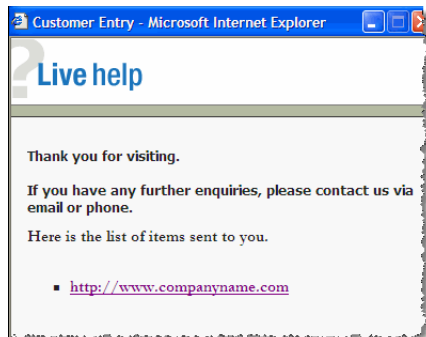 Customer Entry - Microsoft Internet Explorer
?Live help
Thank you for visiting.
If you have any further enquiries, please contact us via
email or phone.
Here is the list of items sent to you.
http://www.companyname.com